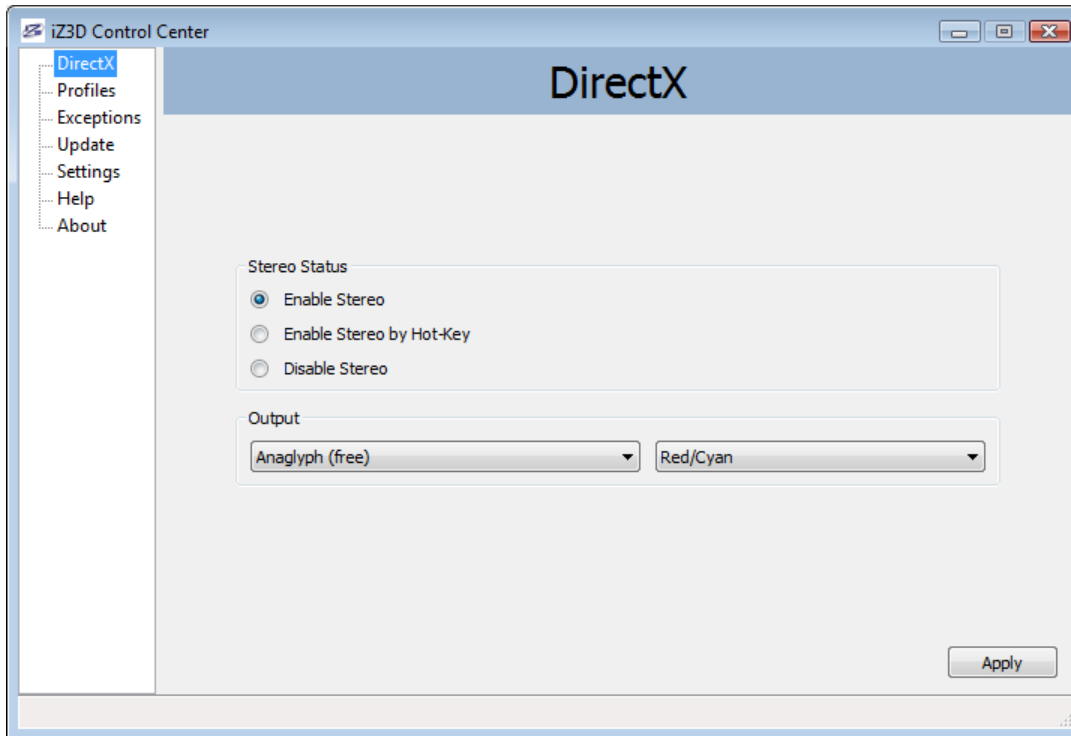 iZ3D Control Center
DirectX
Profiles
Exceptions
Update
Settings
Help
About
DirectX
Stereo Status
Enable Stereo
Enable Stereo by Hot-Key
Disable Stereo
Output
Anaglyph (free) Red/Cyan
Apply